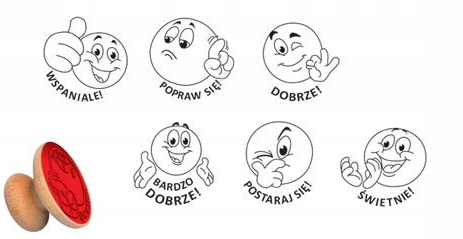 WSPANIALE!
POPRAW SIĘ!
DOBRZE!
BARDZO
DOBRZE!
POSTARAJ SIĘ!
ŚWIETNIE!